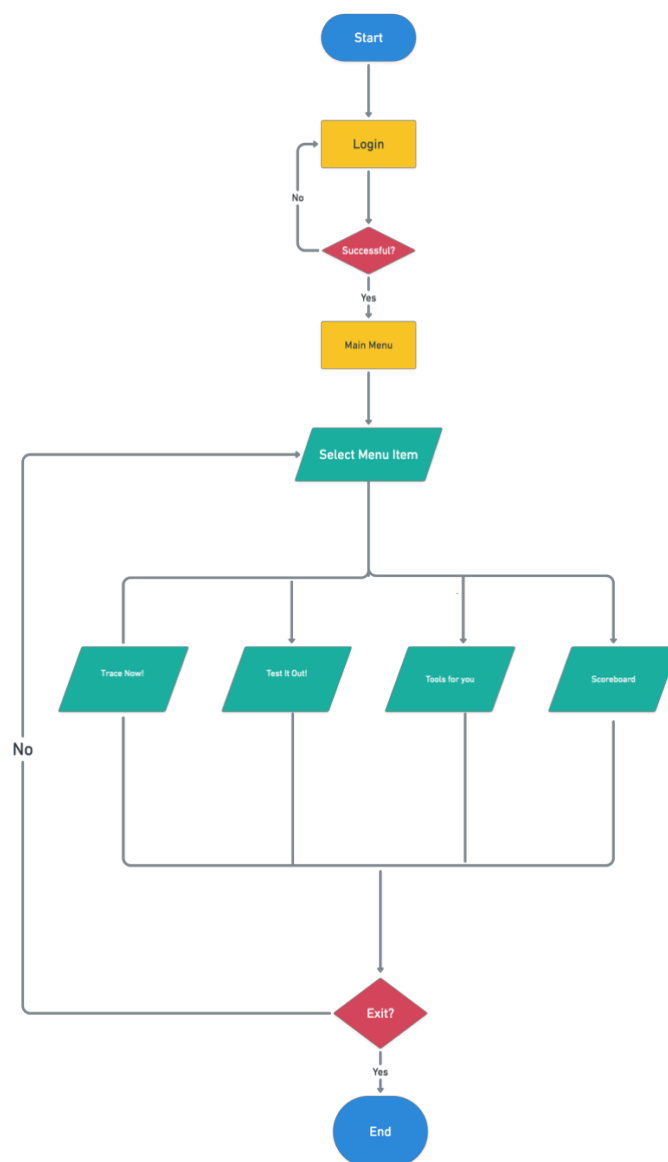 Start
Login
No
Successful?
Yes
Main Menu
Select Menu Item
Trace Now!
Test It Out!
Tools for you
Scoreboard
No
Exit?
Yes
End